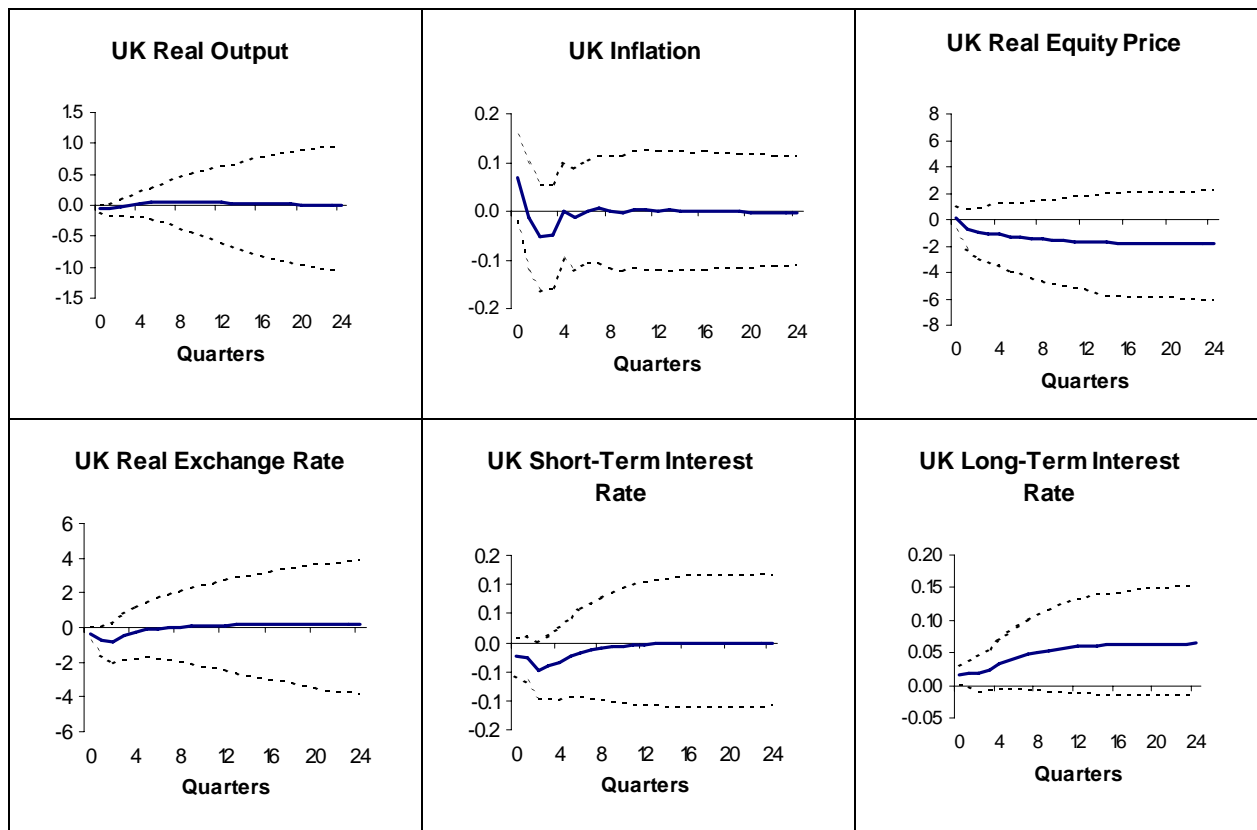 UK Real Output
1.5
1.0
0.5
0.0
-0.5
-1.0
-1.5
0 4 8 12 16 20 24
Quarters
UK Inflation
0.2
0.1
0.0
-0.1
-0.2
0 4 8 12 16 20 24
Quarters
UK Real Equity Price
8
6
4
2
0
-2
-4
-6
-8
0 4 8 12 16 20 24
Quarters
UK Real Exchange Rate
6
4
2
0
-2
-4
-6
0 4 8 12 16 20 24
Quarters
UK Short-Term Interest
Rate
0.2
0.1
0.1
0.0
-0.1
-0.1
-0.2
0 4 8 12 16 20 24
Quarters
UK Long-Term Interest
Rate
0.20
0.15
0.10
0.05
0.00
-0.05
0 4 8 12 16 20 24
Quarters